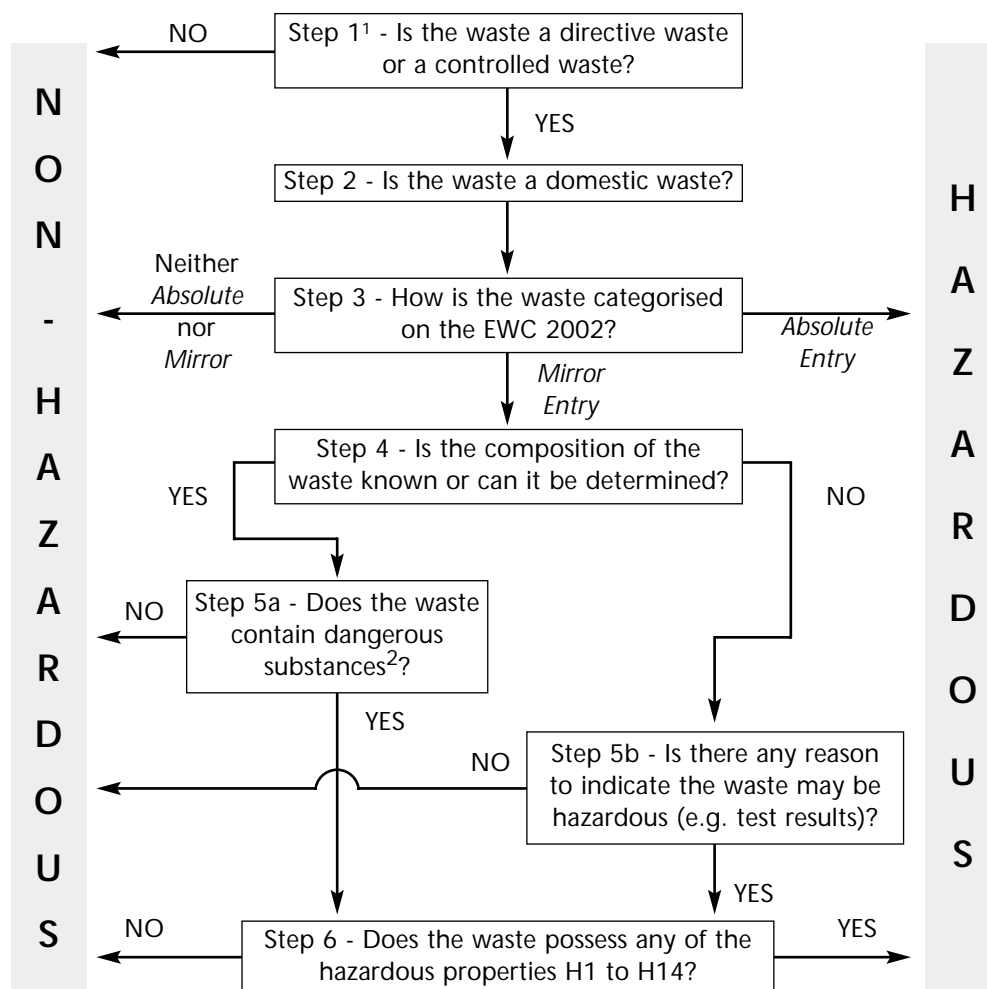 NO
Step 1¹ - Is the waste a directive waste
or a controlled waste?
YES
Step 2 - Is the waste a domestic waste?
Neither
Absolute
nor
Mirror
Step 3 - How is the waste categorised
on the EWC 2002?
Absolute
Entry
Mirror
Entry
Step 4 - Is the composition of the
waste known or can it be determined?
YES
NO
NO
Step 5a - Does the waste
contain dangerous
substances²?
YES
NO
Step 5b - Is there any reason
to indicate the waste may be
hazardous (e.g. test results)?
YES
NO
Step 6 - Does the waste possess any of the
hazardous properties H1 to H14?
YES
NON-HAZARDOUS
HAZARDOUS